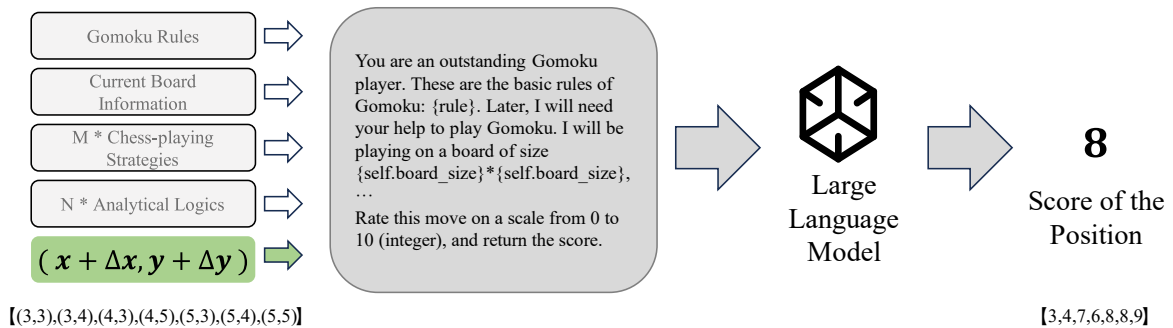 Gomoku Rules
Current Board
Information
M * Chess-playing
Strategies
N * Analytical Logics
( x + Δx, y + Δy )
【(3,3),(3,4),(4,3),(4,5),(5,3),(5,4),(5,5)】
You are an outstanding Gomoku
player. These are the basic rules of
Gomoku: {rule}. Later, I will need
your help to play Gomoku. I will be
playing on a board of size
{self.board_size}*{self.board_size},
…
Rate this move on a scale from 0 to
10 (integer), and return the score.
Large
Language
Model
8
Score of the
Position
【3,4,7,6,8,8,9】